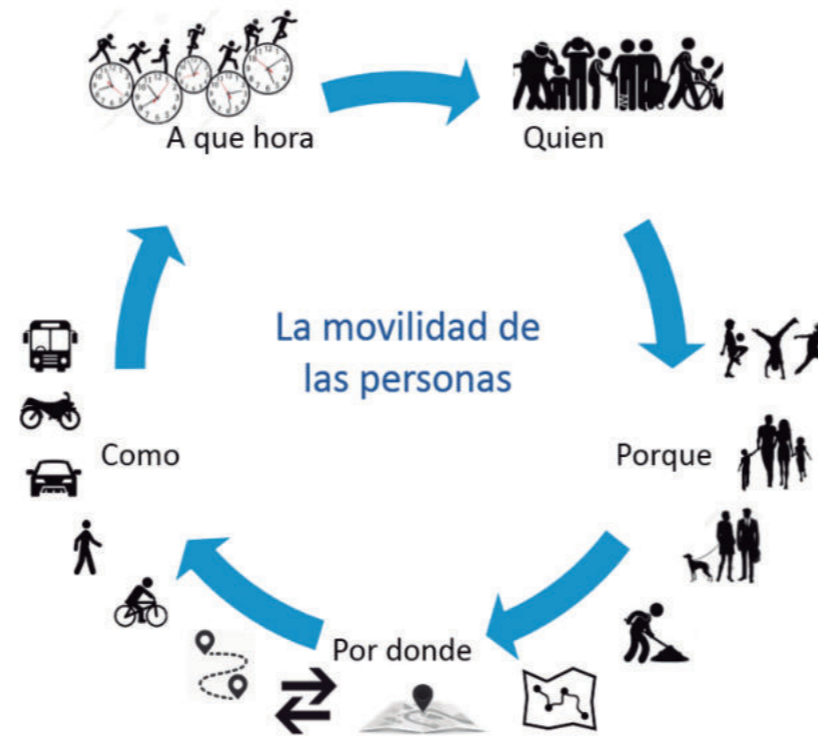 A que hora
Quien
La movilidad de
las personas
Como
Porque
Por donde